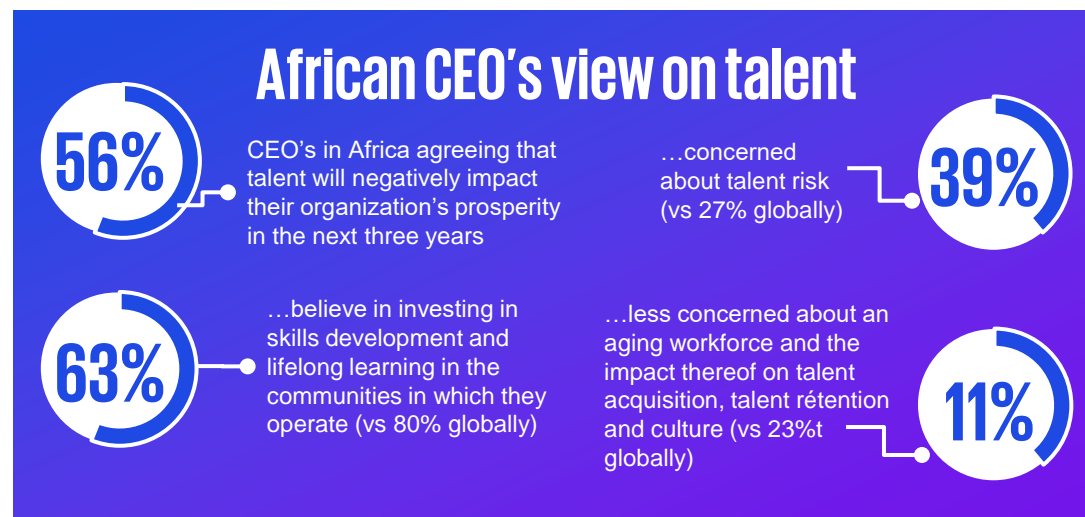 African CEO's view on talent
56%
CEO’s in Africa agreeing that
talent will negatively impact
their organization’s prosperity
in the next three years
…concerned
about talent risk
(vs 27% globally)
39%
63%
…believe in investing in
skills development and
lifelong learning in the
communities in which they
operate (vs 80% globally)
…less concerned about an
aging workforce and the
impact thereof on talent
acquisition, talent rétention
and culture (vs 23%t
globally)
11%